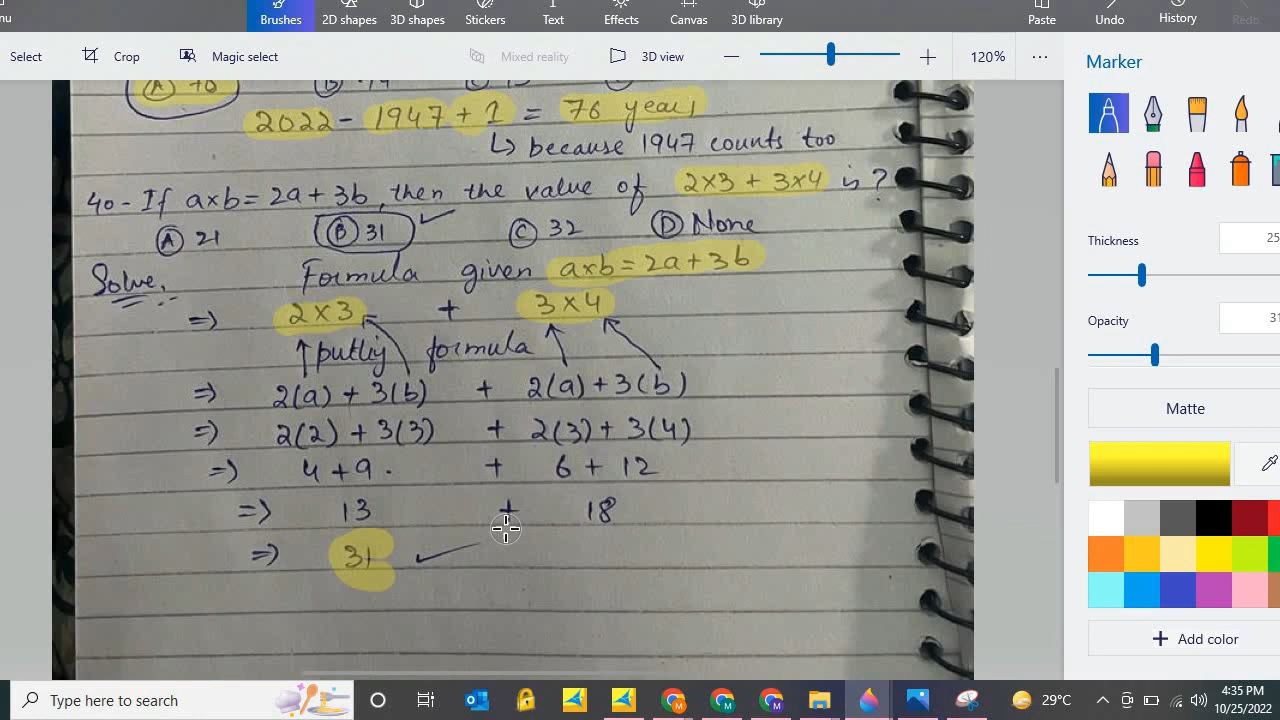 Brushes 2D shapes 3D shapes Stickers Text Effects Canvas 3D library Paste Undo History Redo
Select Crop Magic select Mixed reality 3D view 120%
Marker
Thickness
Opacity
Matte
Add color
(A) 76
2022 - 1947 + 1 = 76 years
↳ because 1947 counts too
40 - If a×b = 2a + 3b, then the value of 2×3 + 3×4 is?
(A) 21 (B) 31 (C) 32 (D) None
Solve, Formula given a×b = 2a + 3b
=) 2×3 + 3×4
formula
=) 2(a) + 3(b) + 2(a) + 3(b)
=) 2(2) + 3(3) + 2(3) + 3(4)
=) 4 + 9 . + 6 + 12
=) 13 + 18
=) 31
Type here to search 29°C 4:35 PM
10/25/2022